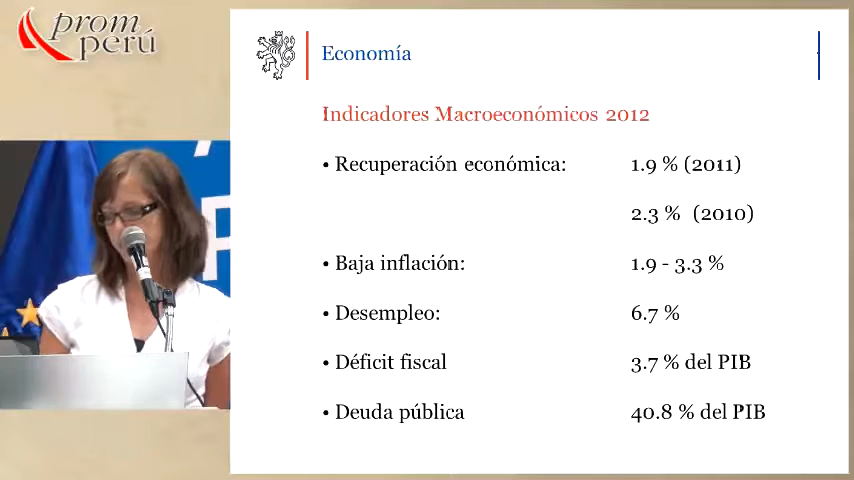 prom
perú
Economía
Indicadores Macroeconómicos 2012
• Recuperación económica: 1.9 % (2011)
2.3 % (2010)
• Baja inflación: 1.9 - 3.3 %
• Desempleo: 6.7 %
• Déficit fiscal 3.7 % del PIB
• Deuda pública 40.8 % del PIB